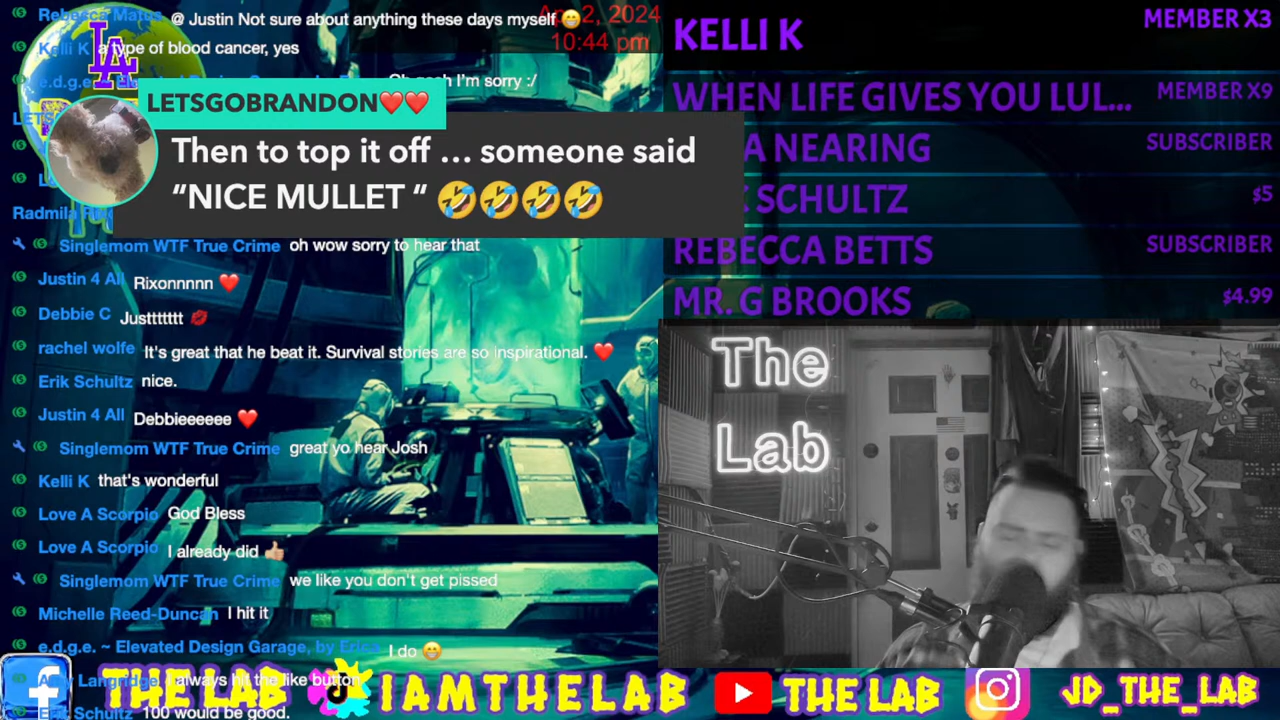 Rebecca Matus @ Justin Not sure about anything these days myself 😁
2, 2024
10:44 pm
Kelli K a type of blood cancer, yes
LA
e.d.g.e. I'm sorry :/
LETSGOBRANDON❤️❤️
Then to top it off ... someone said
“NICE MULLET “ 🤣🤣🤣🤣
Radmila
Singlemom WTF True Crime oh wow sorry to hear that
Justin 4 All Rixonnnnn ❤️
Debbie C Justttttt 💋
rachel wolfe It's great that he beat it. Survival stories are so inspirational. ❤️
Erik Schultz nice.
Justin 4 All Debbieeeeee ❤️
Singlemom WTF True Crime great yo hear Josh
Kelli K that's wonderful
Love A Scorpio God Bless
Love A Scorpio I already did 👍🏼
Singlemom WTF True Crime we like you don't get pissed
Michelle Reed-Duncan I hit it
e.d.g.e. ~ Elevated Design Garage, by Erica I do 😁
Amy Langridge I always hit the like button
Erik Schultz 100 would be good.
KELLI K MEMBER X3
WHEN LIFE GIVES YOU LUL... MEMBER X9
A NEARING SUBSCRIBER
SCHULTZ $5
REBECCA BETTS SUBSCRIBER
MR. G BROOKS $4.99
The
Lab
THE LAB IAMTHELAB THE LAB JD_THE_LAB